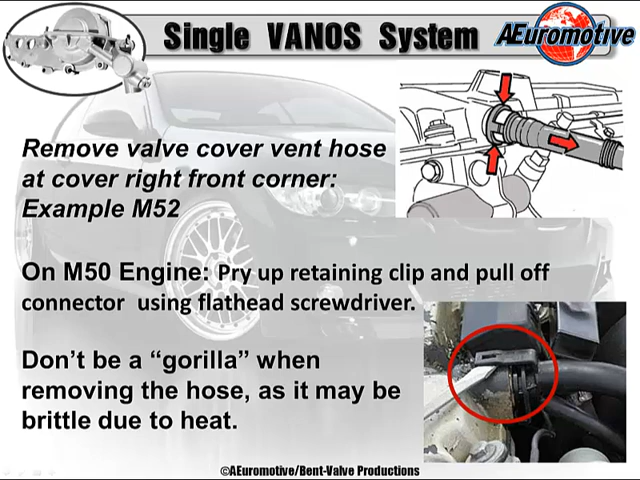 Single VANOS System
AEuromotive
Remove valve cover vent hose
at cover right front corner:
Example M52
On M50 Engine: Pry up retaining clip and pull off
connector using flathead screwdriver.
Don't be a “gorilla” when
removing the hose, as it may be
brittle due to heat.
©AEuromotive/Bent-Valve Productions